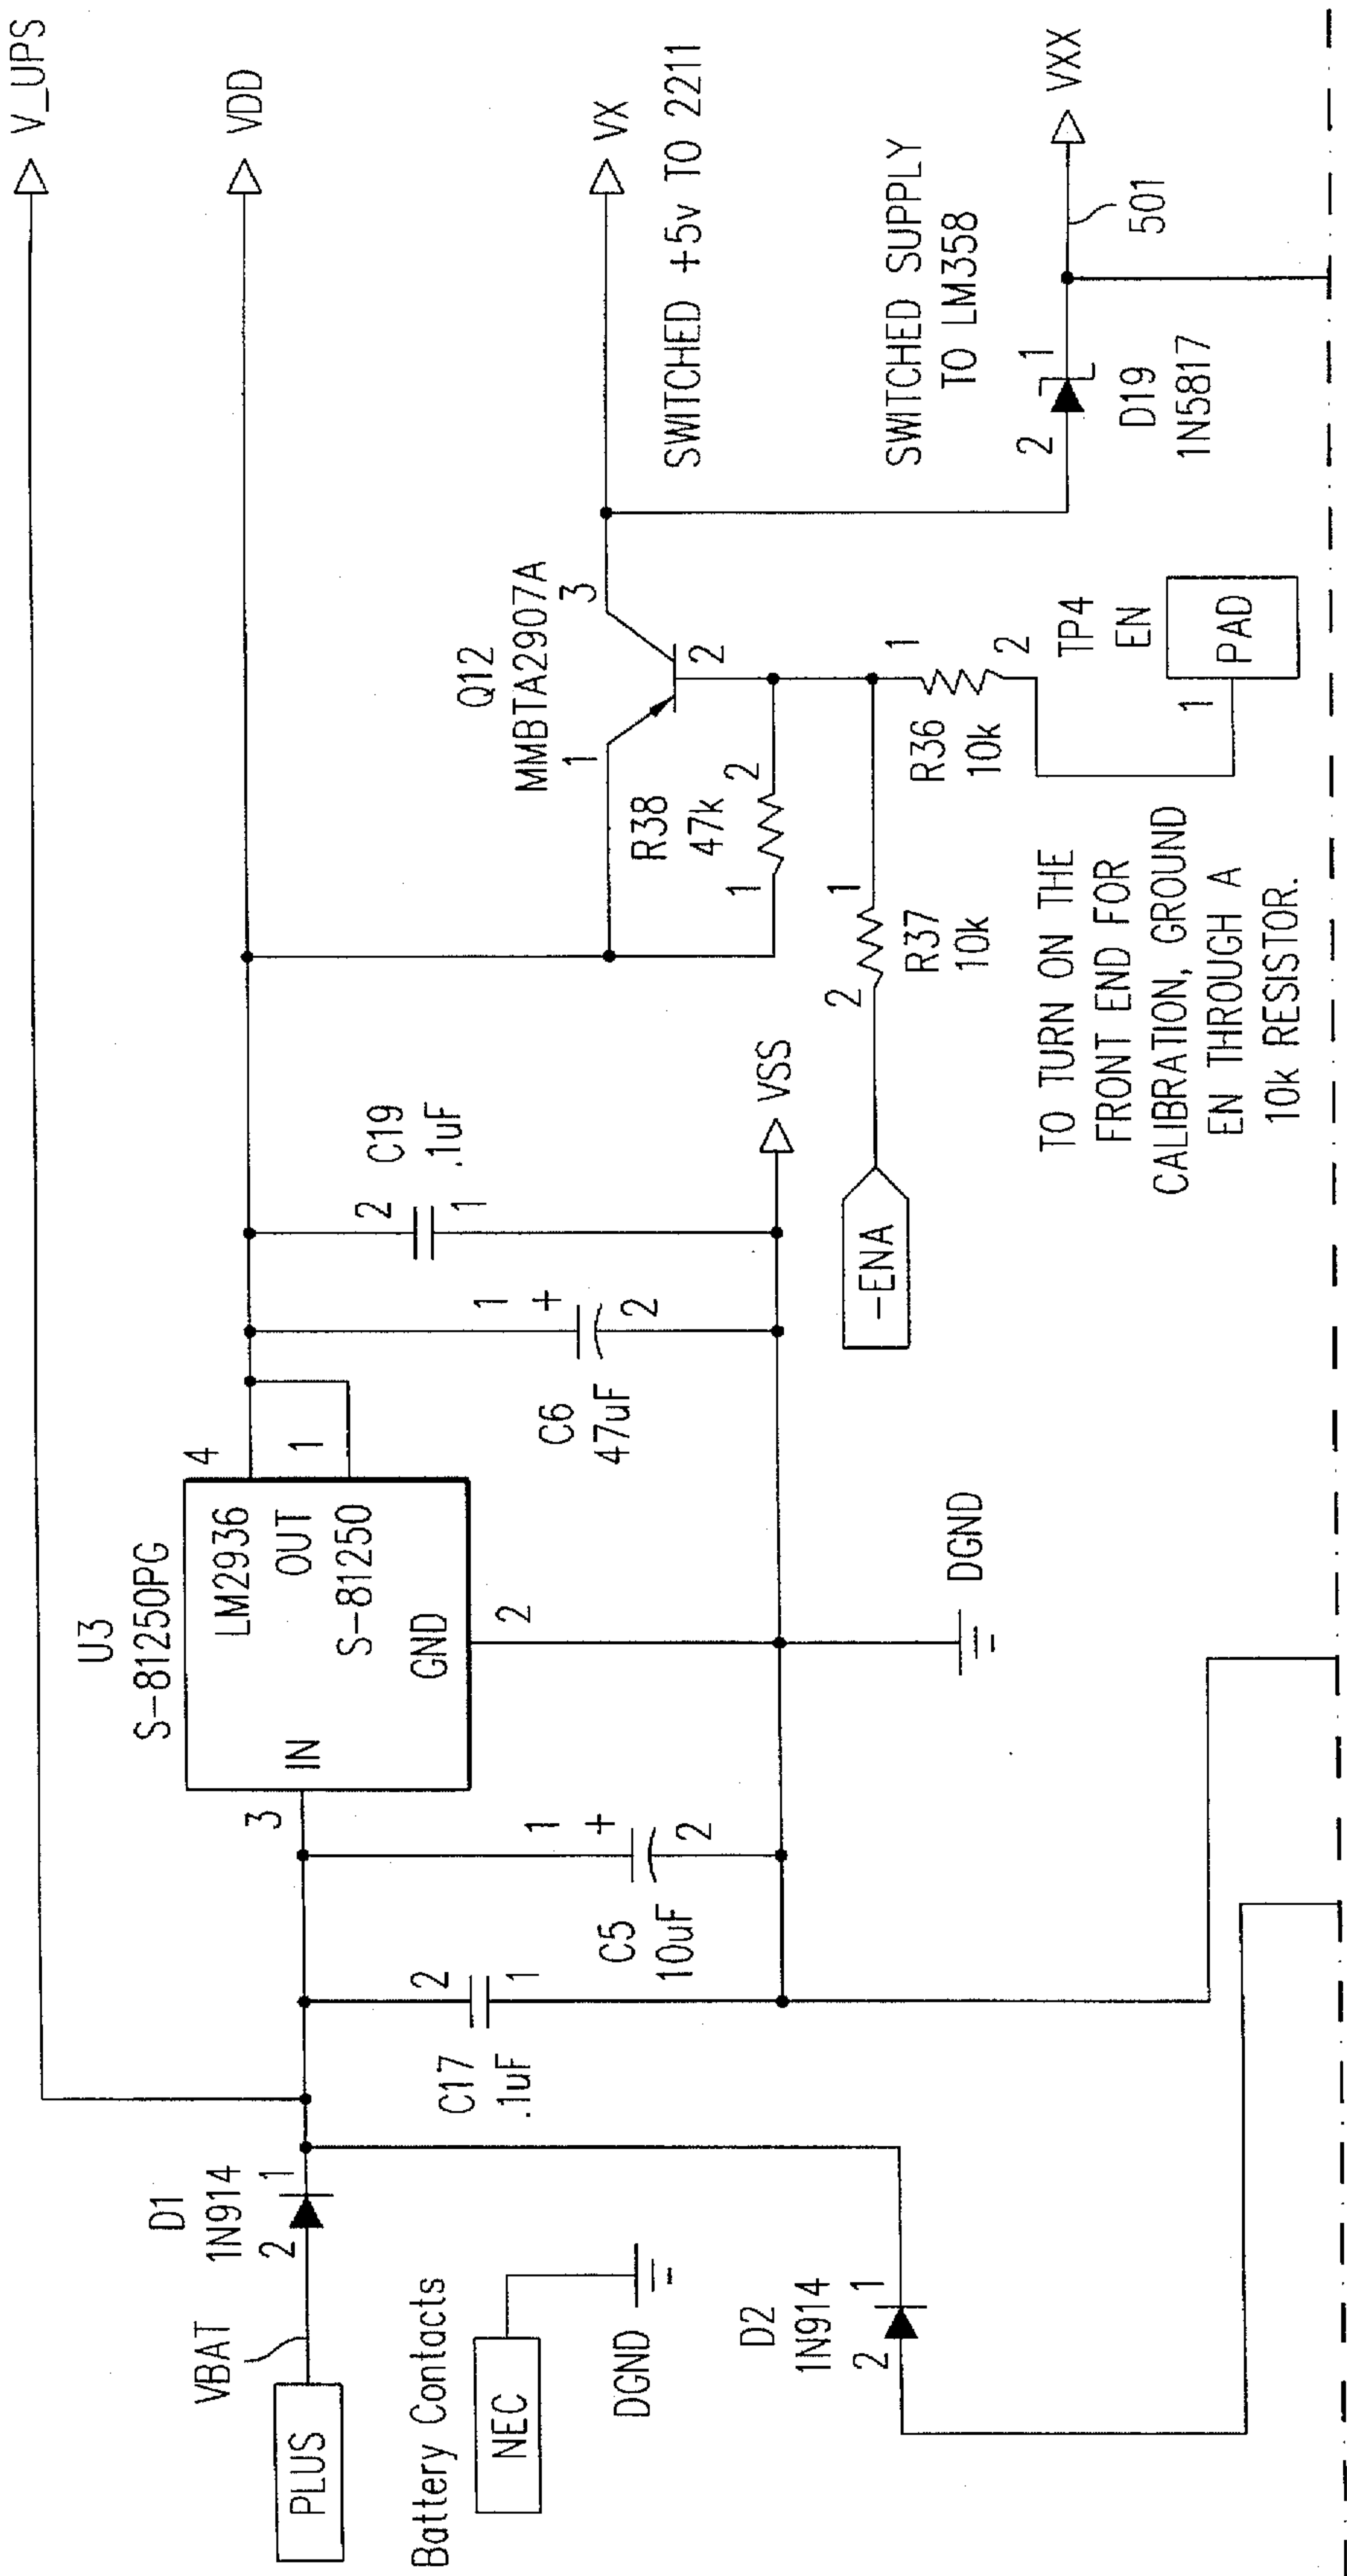 V_UPS
VDD
U3
S-81250PG
LM2936
OUT
S-81250
IN
GND
3
4
1
2
VBAT
PLUS
D1
1N914
2
1
Battery Contacts
NEC
DGND
D2
1N914
2
1
C17
.1uF
2
1
C5
10uF
1
+
2
DGND
C6
47uF
1
+
2
C19
.1uF
2
1
VSS
-ENA
Q12
MMBTA2907A
1
3
2
R38
47k
1
2
R37
10k
2
1
R36
10k
1
2
TP4
EN
PAD
1
TO TURN ON THE
FRONT END FOR
CALIBRATION, GROUND
EN THROUGH A
10k RESISTOR.
VX
SWITCHED +5v TO 2211
SWITCHED SUPPLY
TO LM358
2
1
D19
1N5817
VXX
501